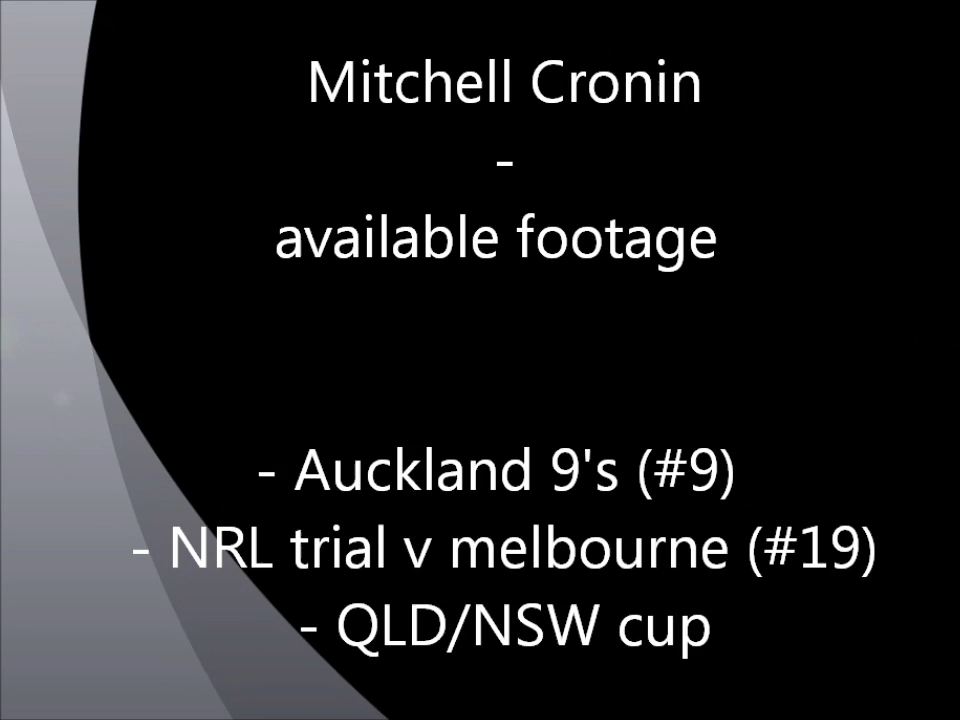 Mitchell Cronin
-
available footage
- Auckland 9's (#9)
- NRL trial v melbourne (#19)
- QLD/NSW cup